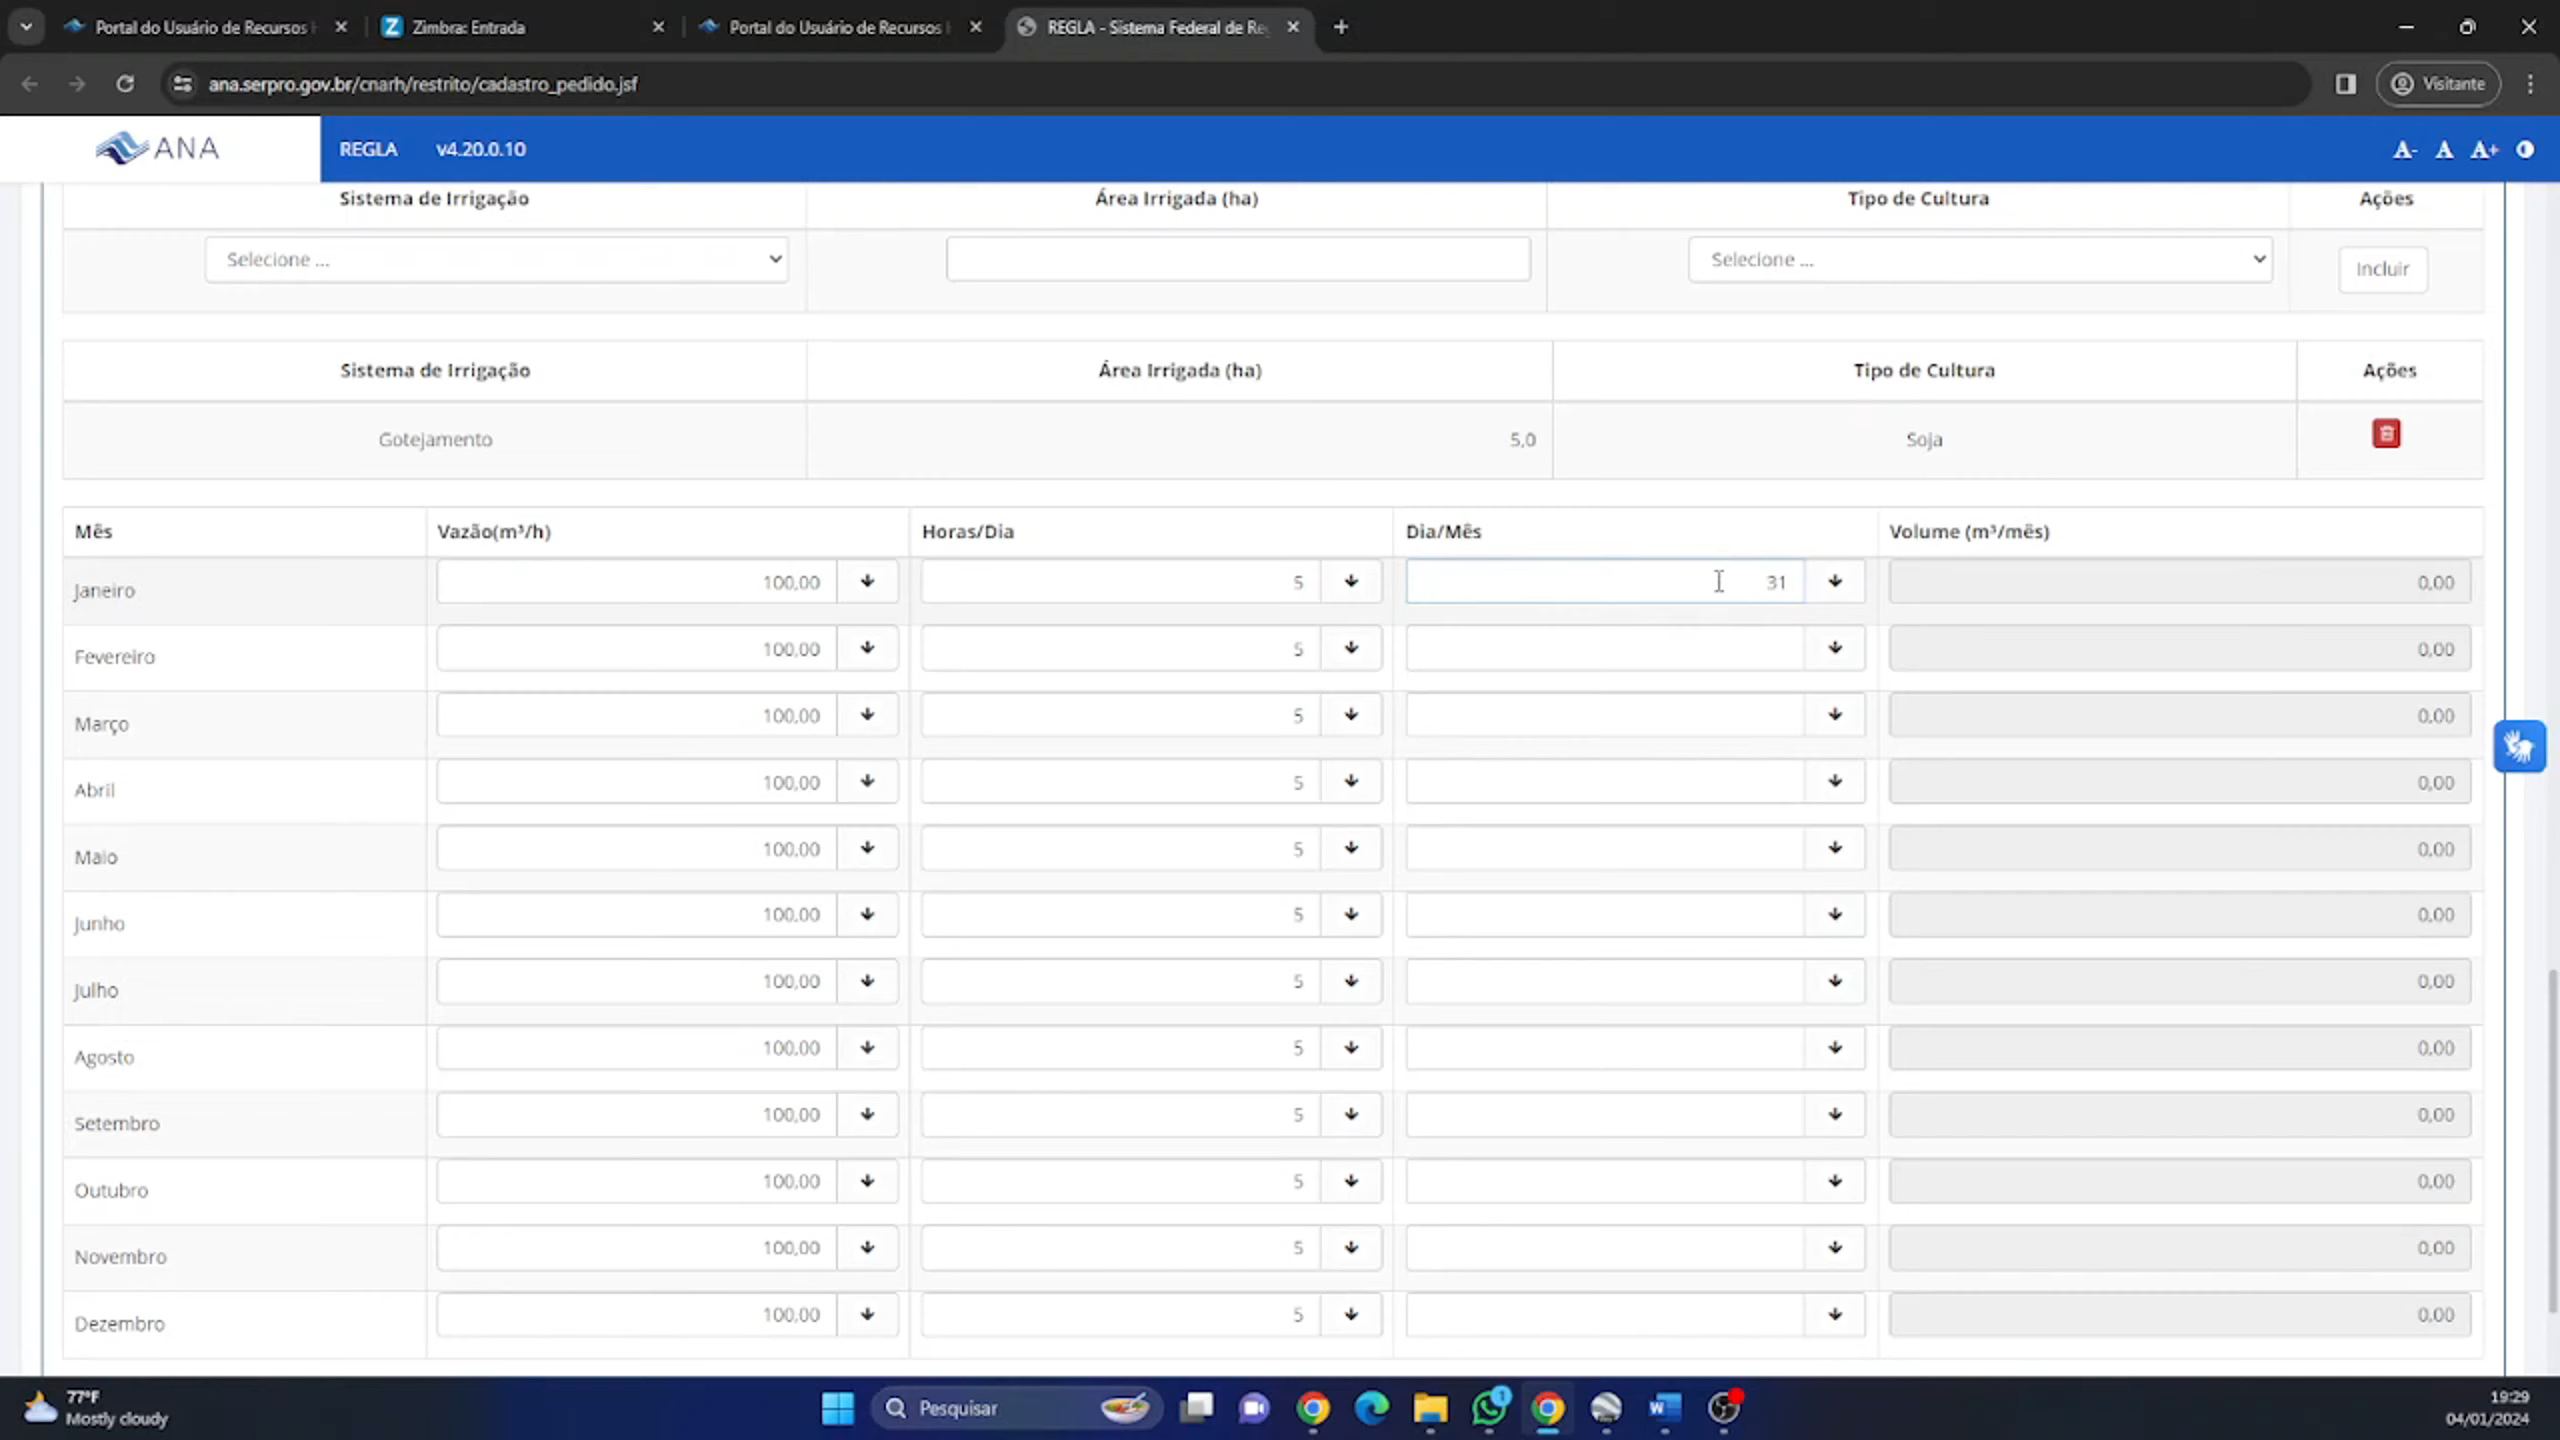 Portal do Usuário de Recursos
Zimbra: Entrada
Portal do Usuário de Recursos
REGLA - Sistema Federal de Re
ana.serpro.gov.br/cnarh/restrito/cadastro_pedido.jsf
Visitante
ANA
REGLA v4.20.0.10
A- A A+
Sistema de Irrigação Área Irrigada (ha) Tipo de Cultura Ações
Selecione ... Selecione ... Incluir
Sistema de Irrigação Área Irrigada (ha) Tipo de Cultura Ações
Gotejamento 5,0 Soja
Mês Vazão(m³/h) Horas/Dia Dia/Mês Volume (m³/mês)
Janeiro 100,00 5 31 0,00
Fevereiro 100,00 5 0,00
Março 100,00 5 0,00
Abril 100,00 5 0,00
Maio 100,00 5 0,00
Junho 100,00 5 0,00
Julho 100,00 5 0,00
Agosto 100,00 5 0,00
Setembro 100,00 5 0,00
Outubro 100,00 5 0,00
Novembro 100,00 5 0,00
Dezembro 100,00 5 0,00
77°F
Mostly cloudy
Pesquisar
1
19:29
04/01/2024